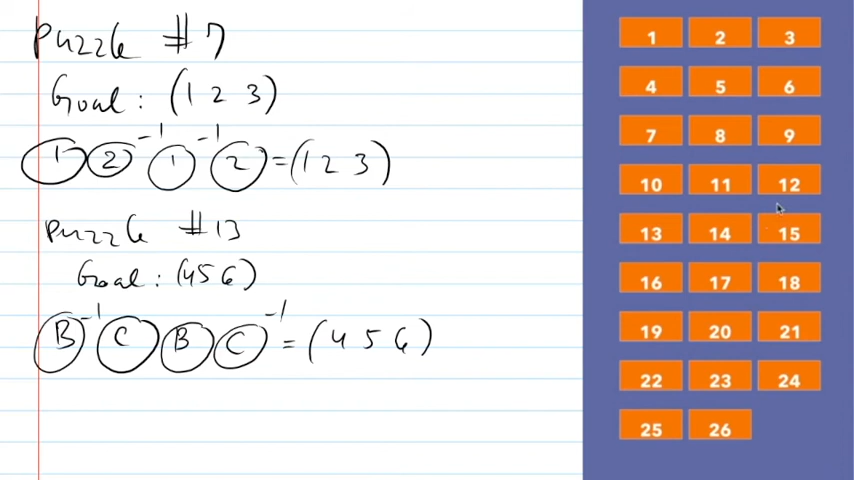 Puzzle #7
Goal: (1 2 3)
1 2⁻¹ 1⁻¹ 2 = (1 2 3)
Puzzle #13
Goal: (4 5 6)
B⁻¹ C B C⁻¹ = (4 5 6)
1 2 3
4 5 6
7 8 9
10 11 12
13 14 15
16 17 18
19 20 21
22 23 24
25 26